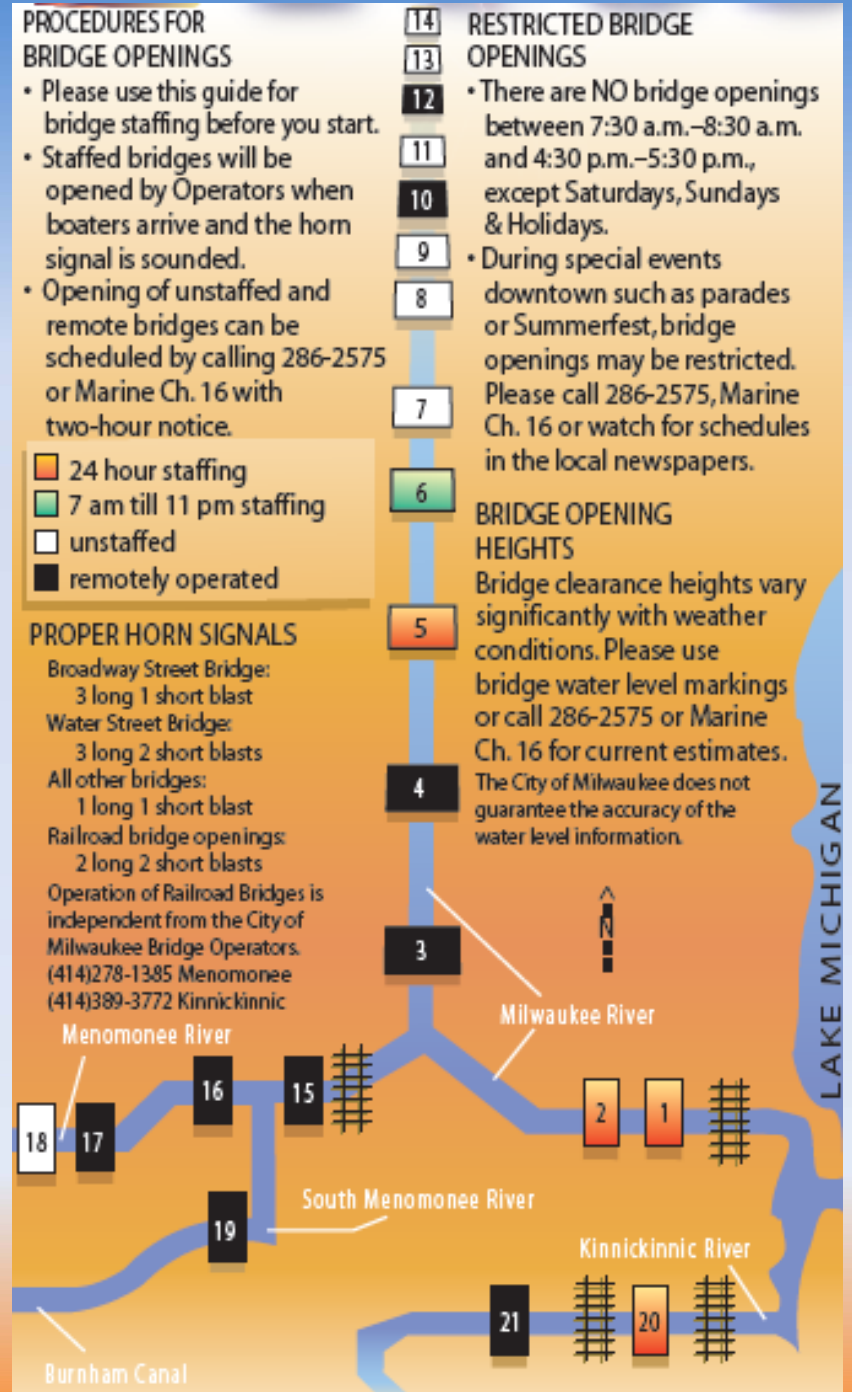 PROCEDURES FOR
BRIDGE OPENINGS
• Please use this guide for
bridge staffing before you start.
• Staffed bridges will be
opened by Operators when
boaters arrive and the horn
signal is sounded.
• Opening of unstaffed and
remote bridges can be
scheduled by calling 286-2575
or Marine Ch. 16 with
two-hour notice.
24 hour staffing
7 am till 11 pm staffing
unstaffed
remotely operated
PROPER HORN SIGNALS
Broadway Street Bridge:
3 long 1 short blast
Water Street Bridge:
3 long 2 short blasts
All other bridges:
1 long 1 short blast
Railroad bridge openings:
2 long 2 short blasts
Operation of Railroad Bridges is
independent from the City of
Milwaukee Bridge Operators.
(414)278-1385 Menomonee
(414)389-3772 Kinnickinnic
14
13
12
11
10
9
8
7
6
5
4
3
RESTRICTED BRIDGE
OPENINGS
• There are NO bridge openings
between 7:30 a.m.–8:30 a.m.
and 4:30 p.m.–5:30 p.m.,
except Saturdays, Sundays
& Holidays.
• During special events
downtown such as parades
or Summerfest, bridge
openings may be restricted.
Please call 286-2575, Marine
Ch. 16 or watch for schedules
in the local newspapers.
BRIDGE OPENING
HEIGHTS
Bridge clearance heights vary
significantly with weather
conditions. Please use
bridge water level markings
or call 286-2575 or Marine
Ch. 16 for current estimates.
The City of Milwaukee does not
guarantee the accuracy of the
water level information.
N
LAKE MICHIGAN
Milwaukee River
Menomonee River
16
15
18
17
2
1
19
South Menomonee River
Kinnickinnic River
21
20
Burnham Canal